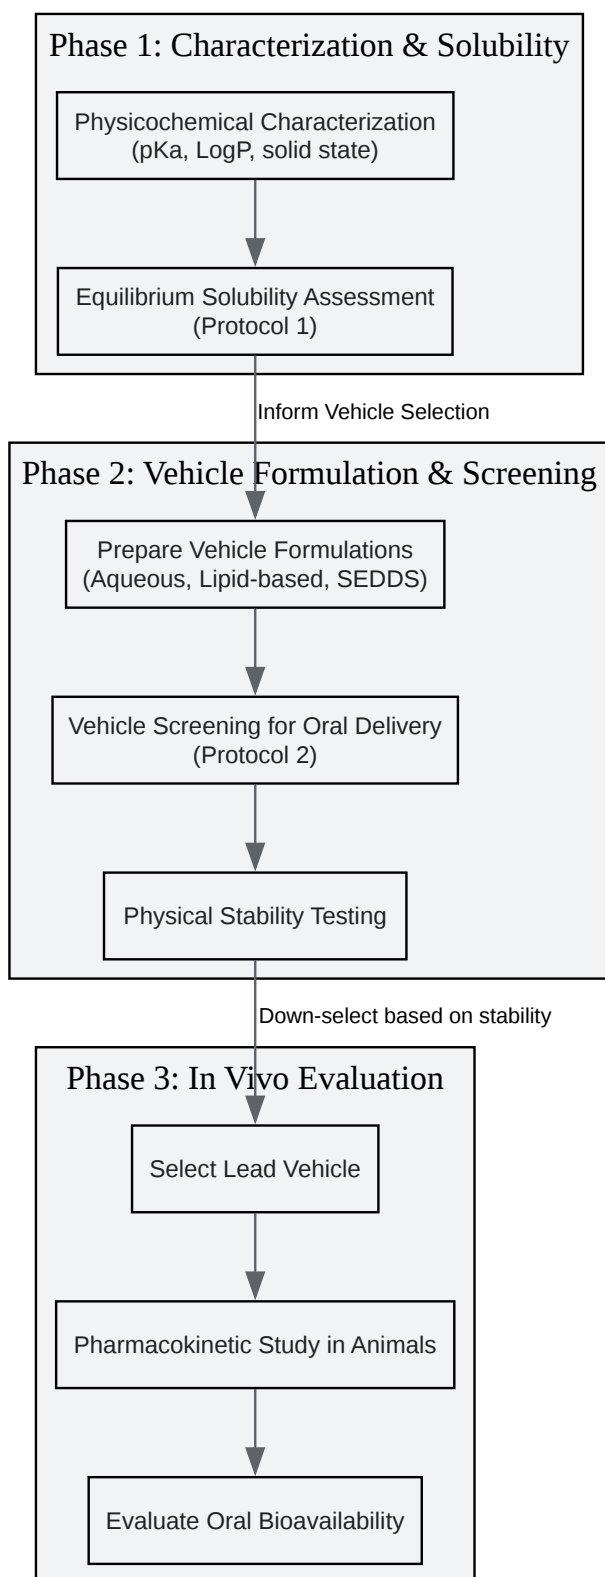 Phase 1: Characterization & Solubility
Physicochemical Characterization
(pKa, LogP, solid state)
Equilibrium Solubility Assessment
(Protocol 1)
Inform Vehicle Selection
Phase 2: Vehicle Formulation & Screening
Prepare Vehicle Formulations
(Aqueous, Lipid-based, SEDDS)
Vehicle Screening for Oral Delivery
(Protocol 2)
Physical Stability Testing
Down-select based on stability
Phase 3: In Vivo Evaluation
Select Lead Vehicle
Pharmacokinetic Study in Animals
Evaluate Oral Bioavailability